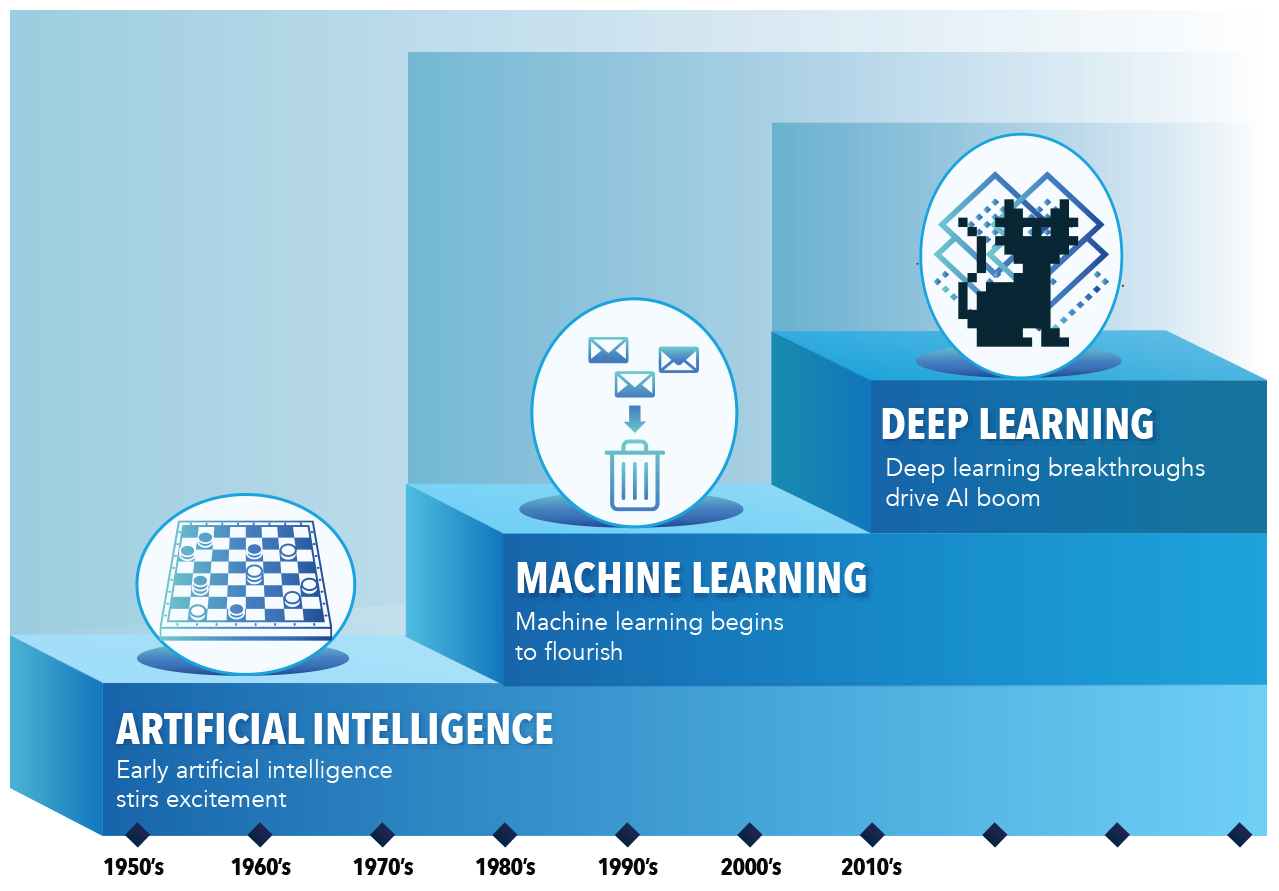 DEEP LEARNING
Deep learning breakthroughs
drive AI boom
MACHINE LEARNING
Machine learning begins
to flourish
ARTIFICIAL INTELLIGENCE
Early artificial intelligence
stirs excitement
1950’s 1960’s 1970’s 1980’s 1990’s 2000’s 2010’s